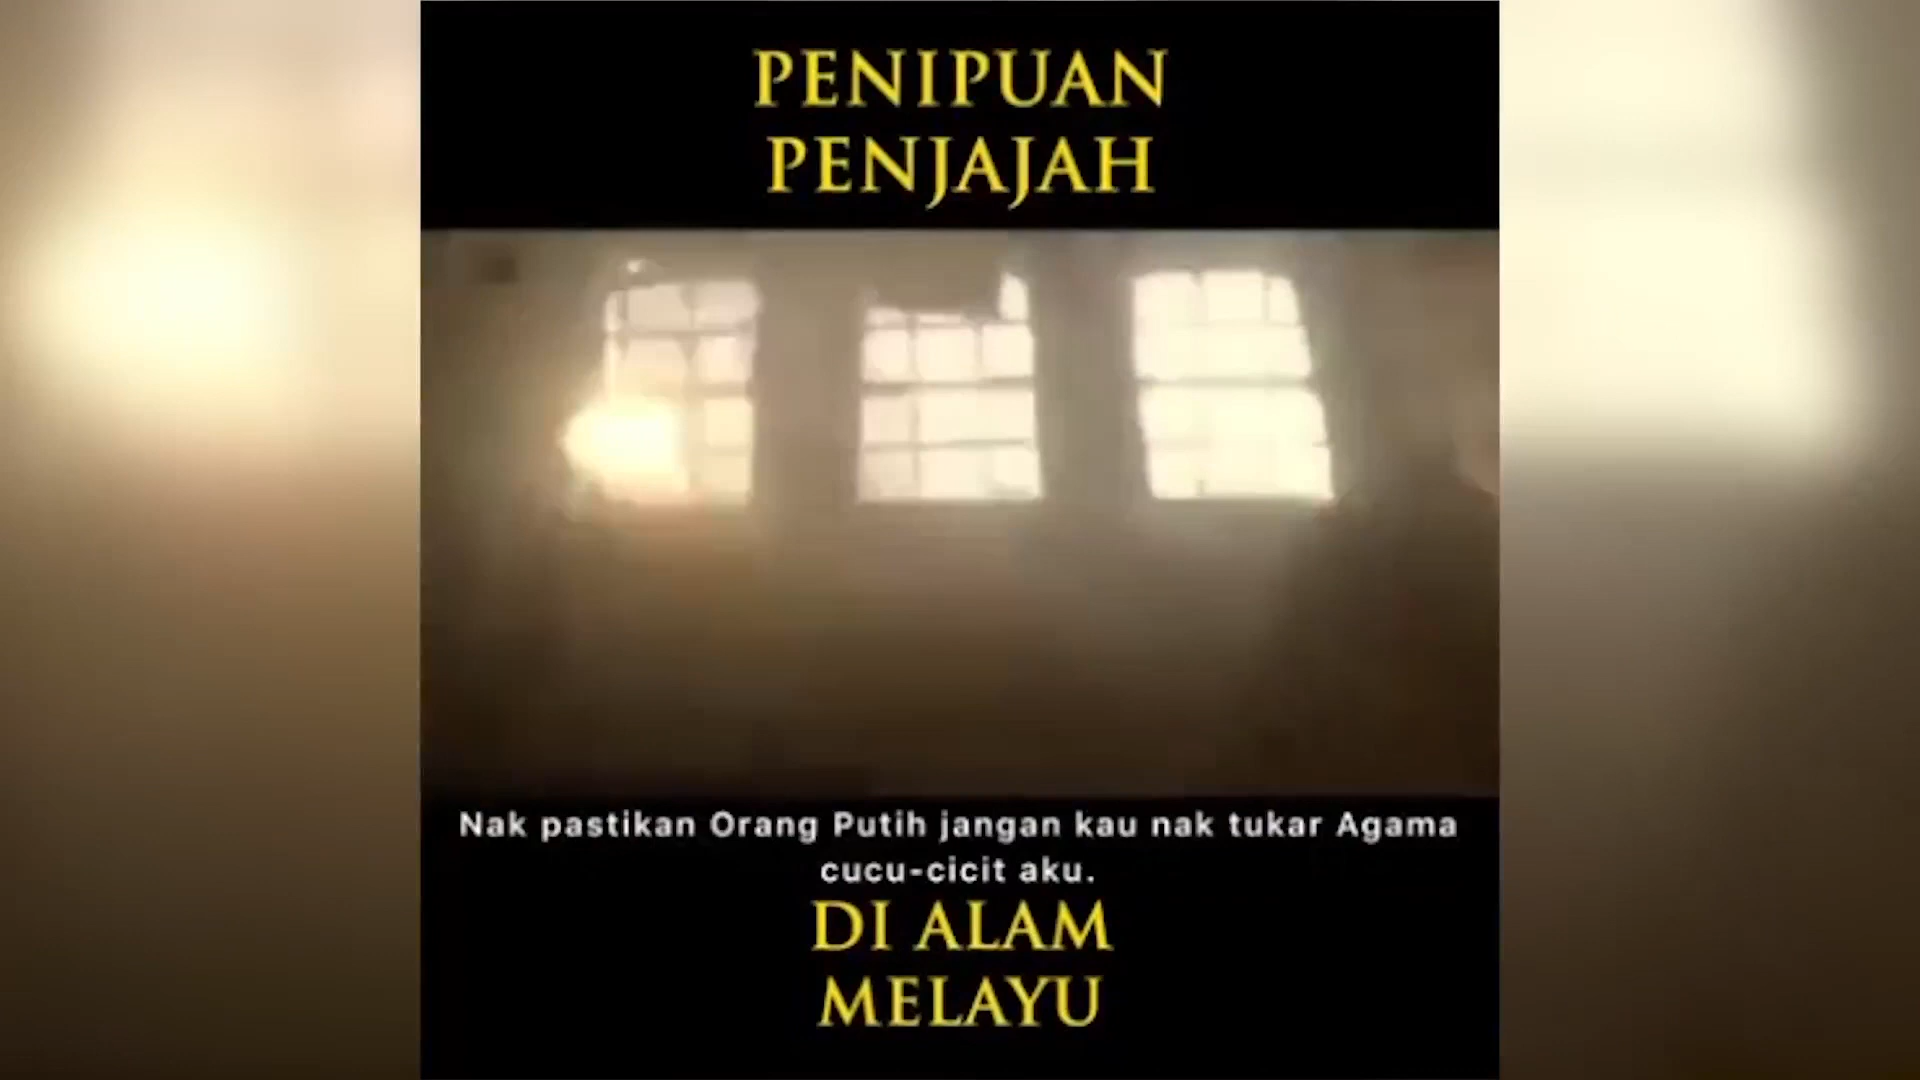 PENIPUAN
PENJAJAH
Nak pastikan Orang Putih jangan kau nak tukar Agama
cucu-cicit aku.
DI ALAM
MELAYU